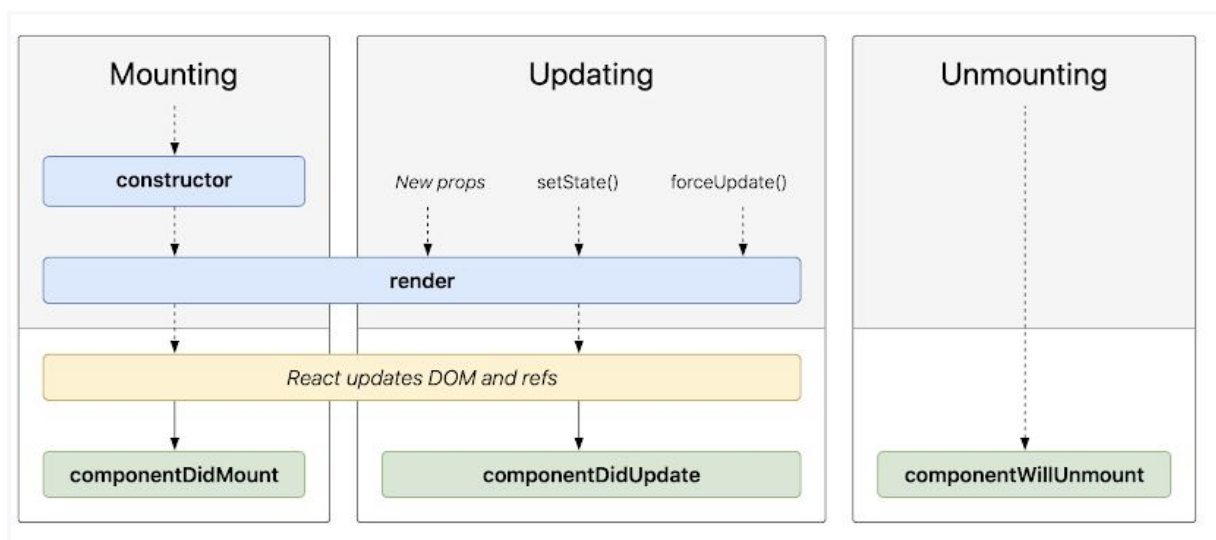 Mounting
Updating
Unmounting
constructor
New props
setState()
forceUpdate()
render
React updates DOM and refs
componentDidMount
componentDidUpdate
componentWillUnmount